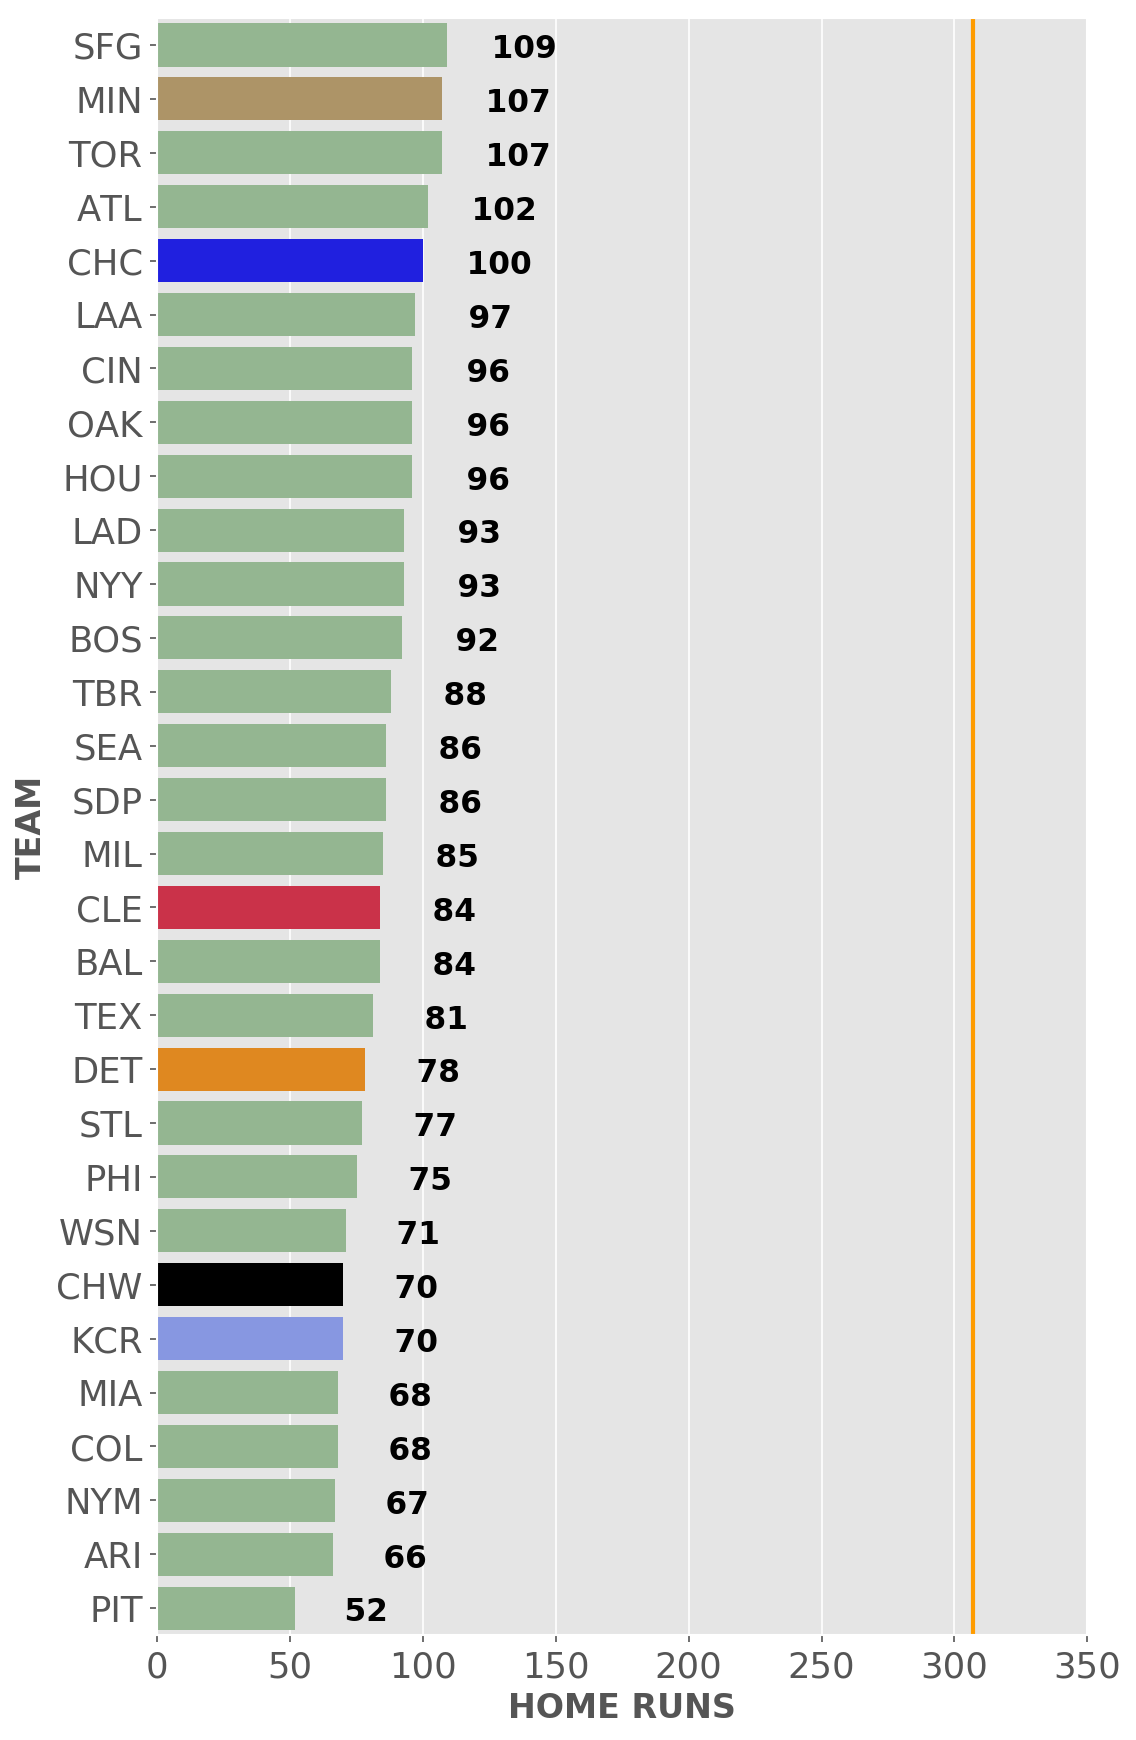 SFG 109
MIN 107
TOR 107
ATL 102
CHC 100
LAA 97
CIN 96
OAK 96
HOU 96
LAD 93
NYY 93
BOS 92
TBR 88
SEA 86
SDP 86
MIL 85
CLE 84
BAL 84
TEX 81
DET 78
STL 77
PHI 75
WSN 71
CHW 70
KCR 70
MIA 68
COL 68
NYM 67
ARI 66
PIT 52
TEAM
0 50 100 150 200 250 300 350
HOME RUNS